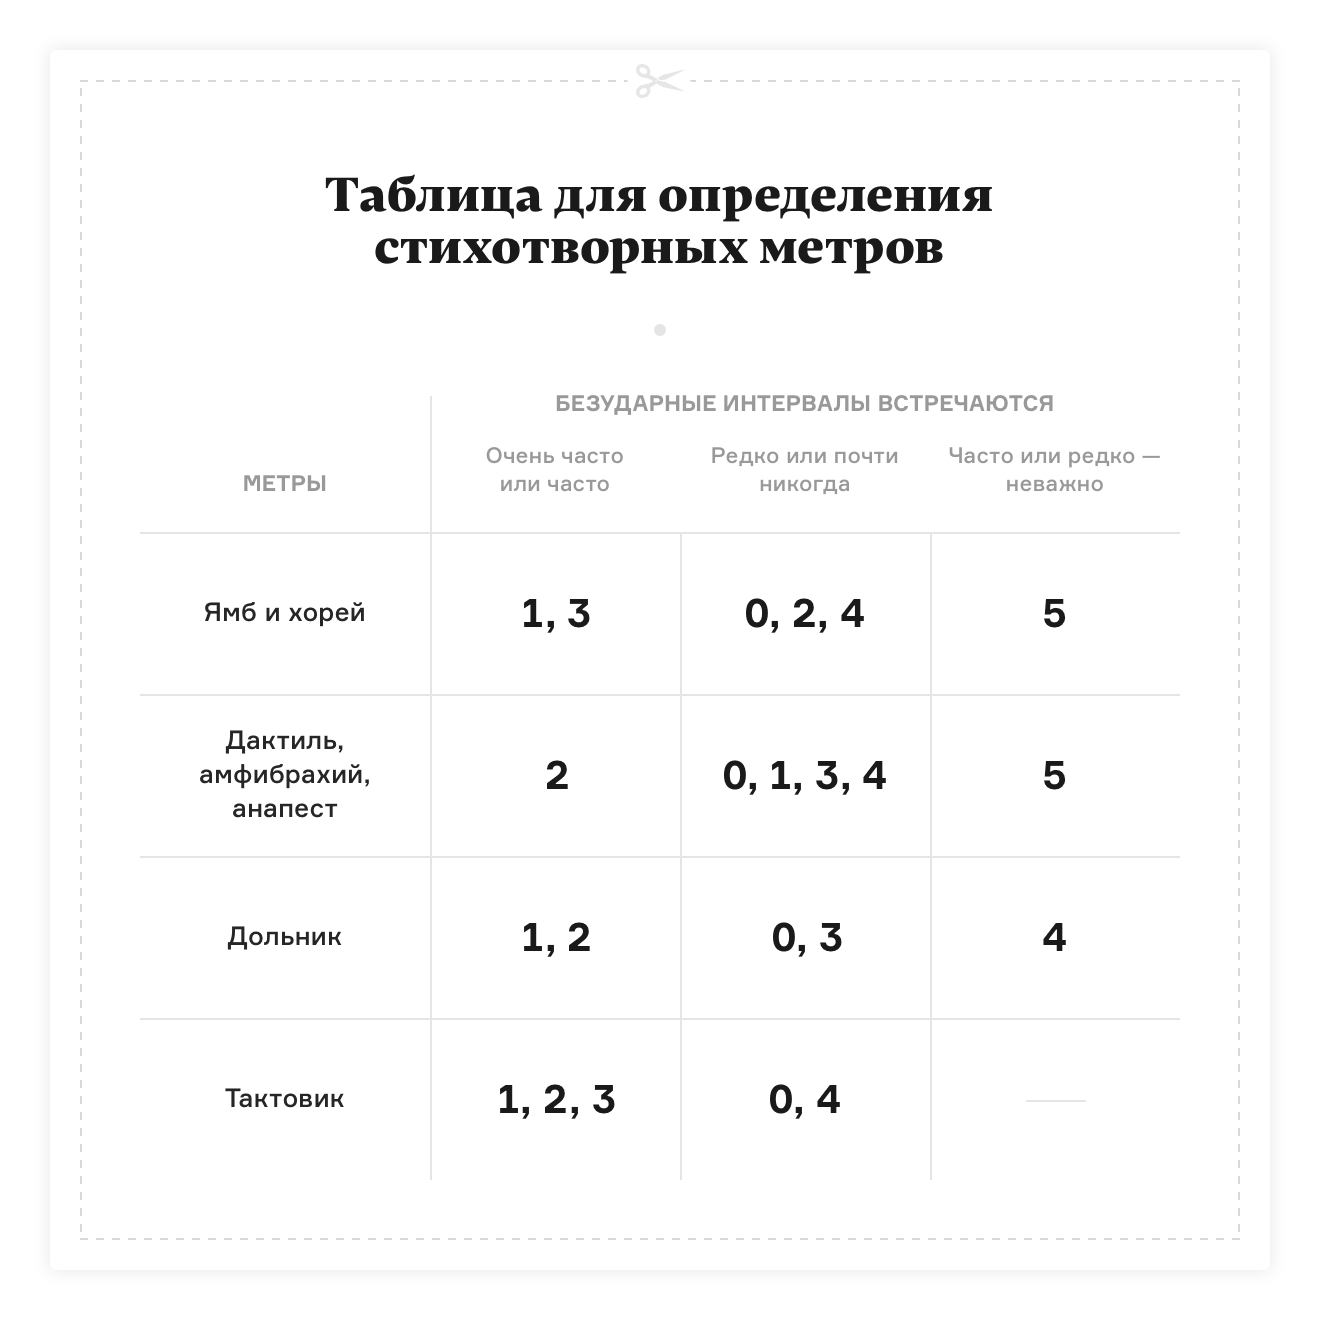 Таблица для определения
стихотворных метров
БЕЗУДАРНЫЕ ИНТЕРВАЛЫ ВСТРЕЧАЮТСЯ
МЕТРЫ
Очень часто
или часто
Редко или почти
никогда
Часто или редко —
неважно
Ямб и хорей
1, 3
0, 2, 4
5
Дактиль,
амфибрахий,
анапест
2
0, 1, 3, 4
5
Дольник
1, 2
0, 3
4
Тактовик
1, 2, 3
0, 4
—